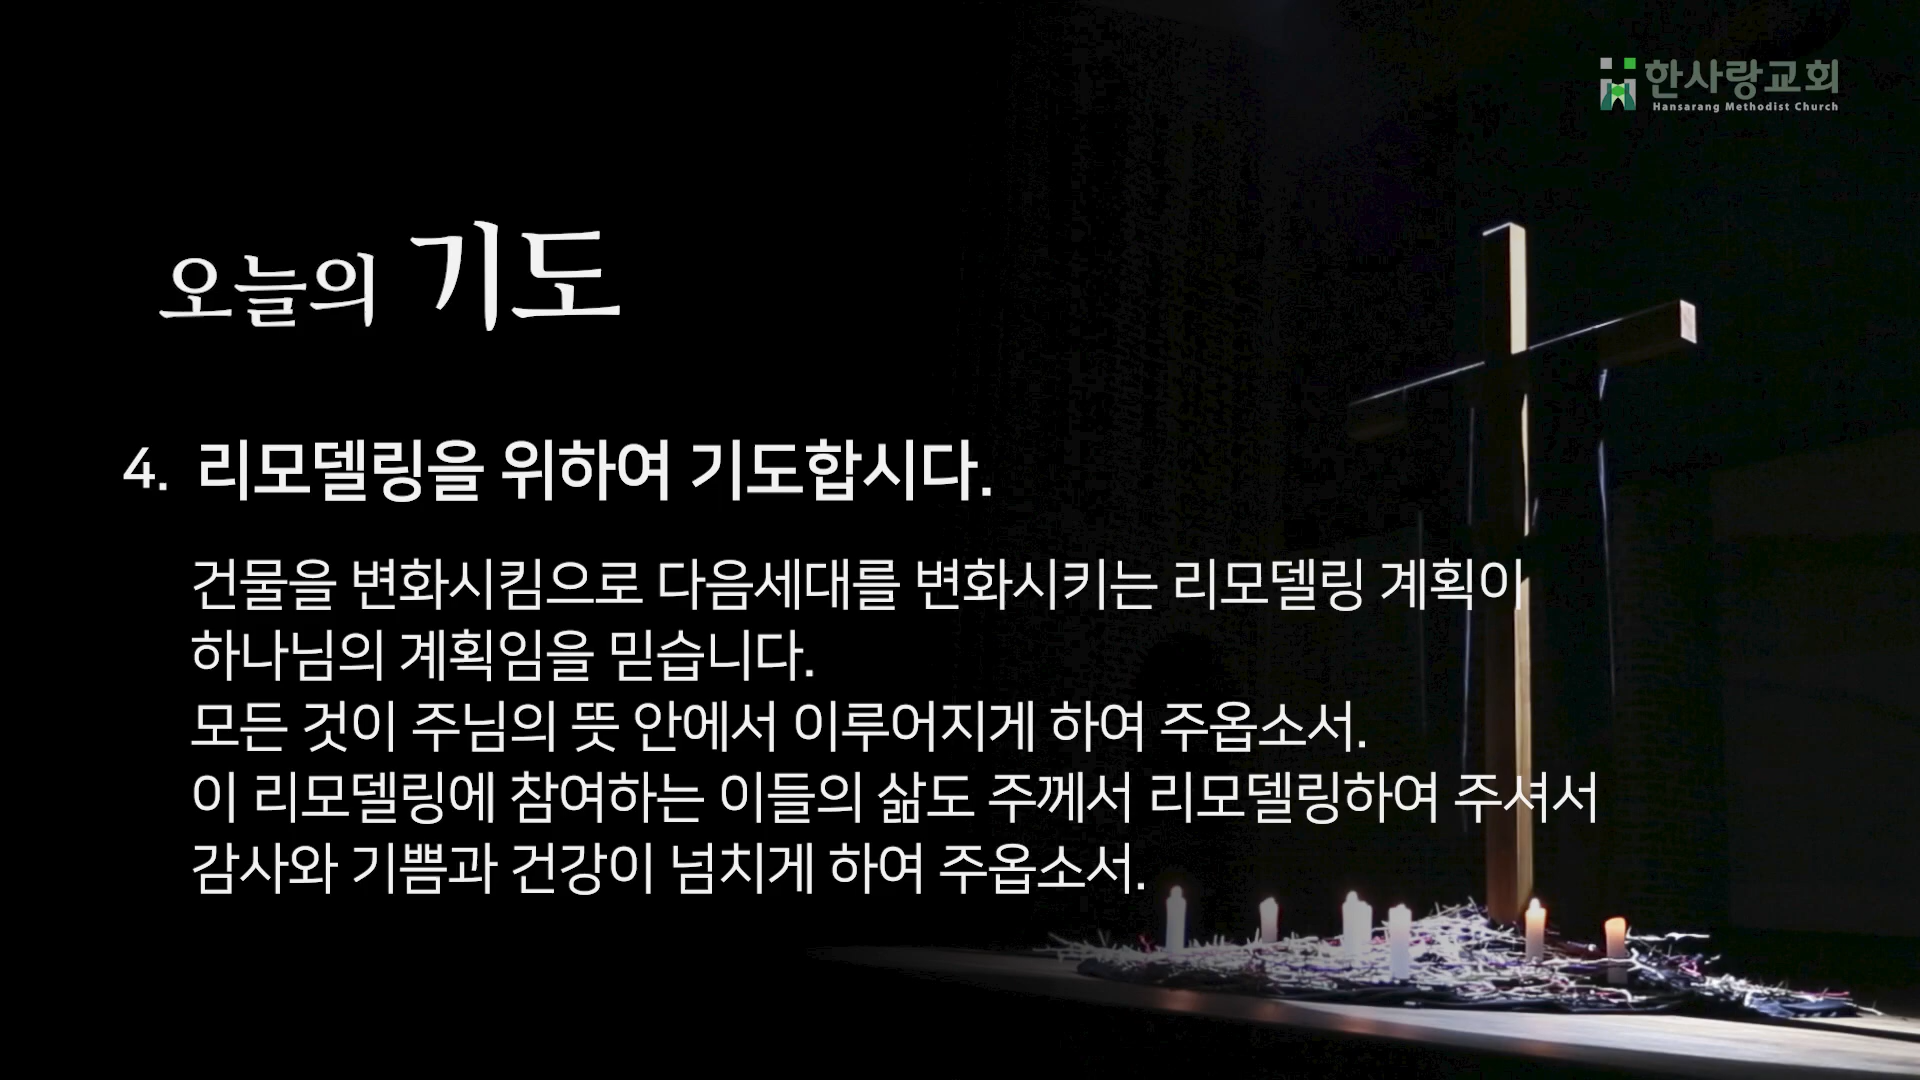 한사랑교회
Hansarang Methodist Church
오늘의 기도
4. 리모델링을 위하여 기도합시다.
건물을 변화시킴으로 다음세대를 변화시키는 리모델링 계획이
하나님의 계획임을 믿습니다.
모든 것이 주님의 뜻 안에서 이루어지게 하여 주옵소서.
이 리모델링에 참여하는 이들의 삶도 주께서 리모델링하여 주셔서
감사와 기쁨과 건강이 넘치게 하여 주옵소서.